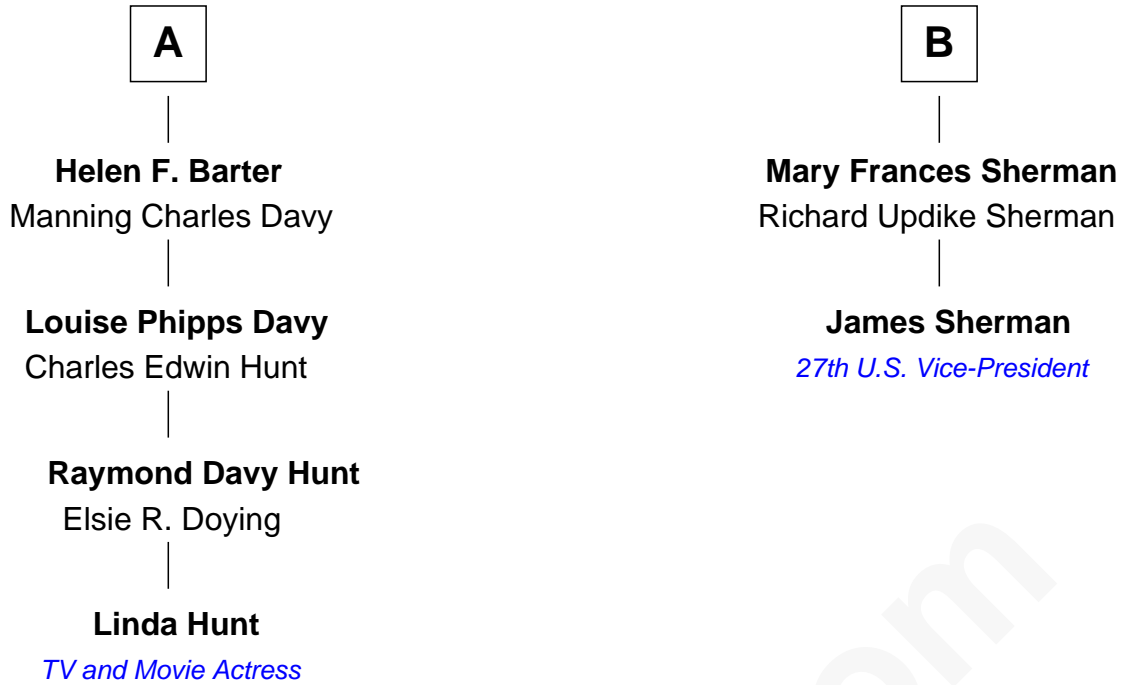 A
B
Helen F. Barter
Manning Charles Davy
Mary Frances Sherman
Richard Updike Sherman
Louise Phipps Davy
Charles Edwin Hunt
James Sherman
27th U.S. Vice-President
Raymond Davy Hunt
Elsie R. Doying
Linda Hunt
TV and Movie Actress
om